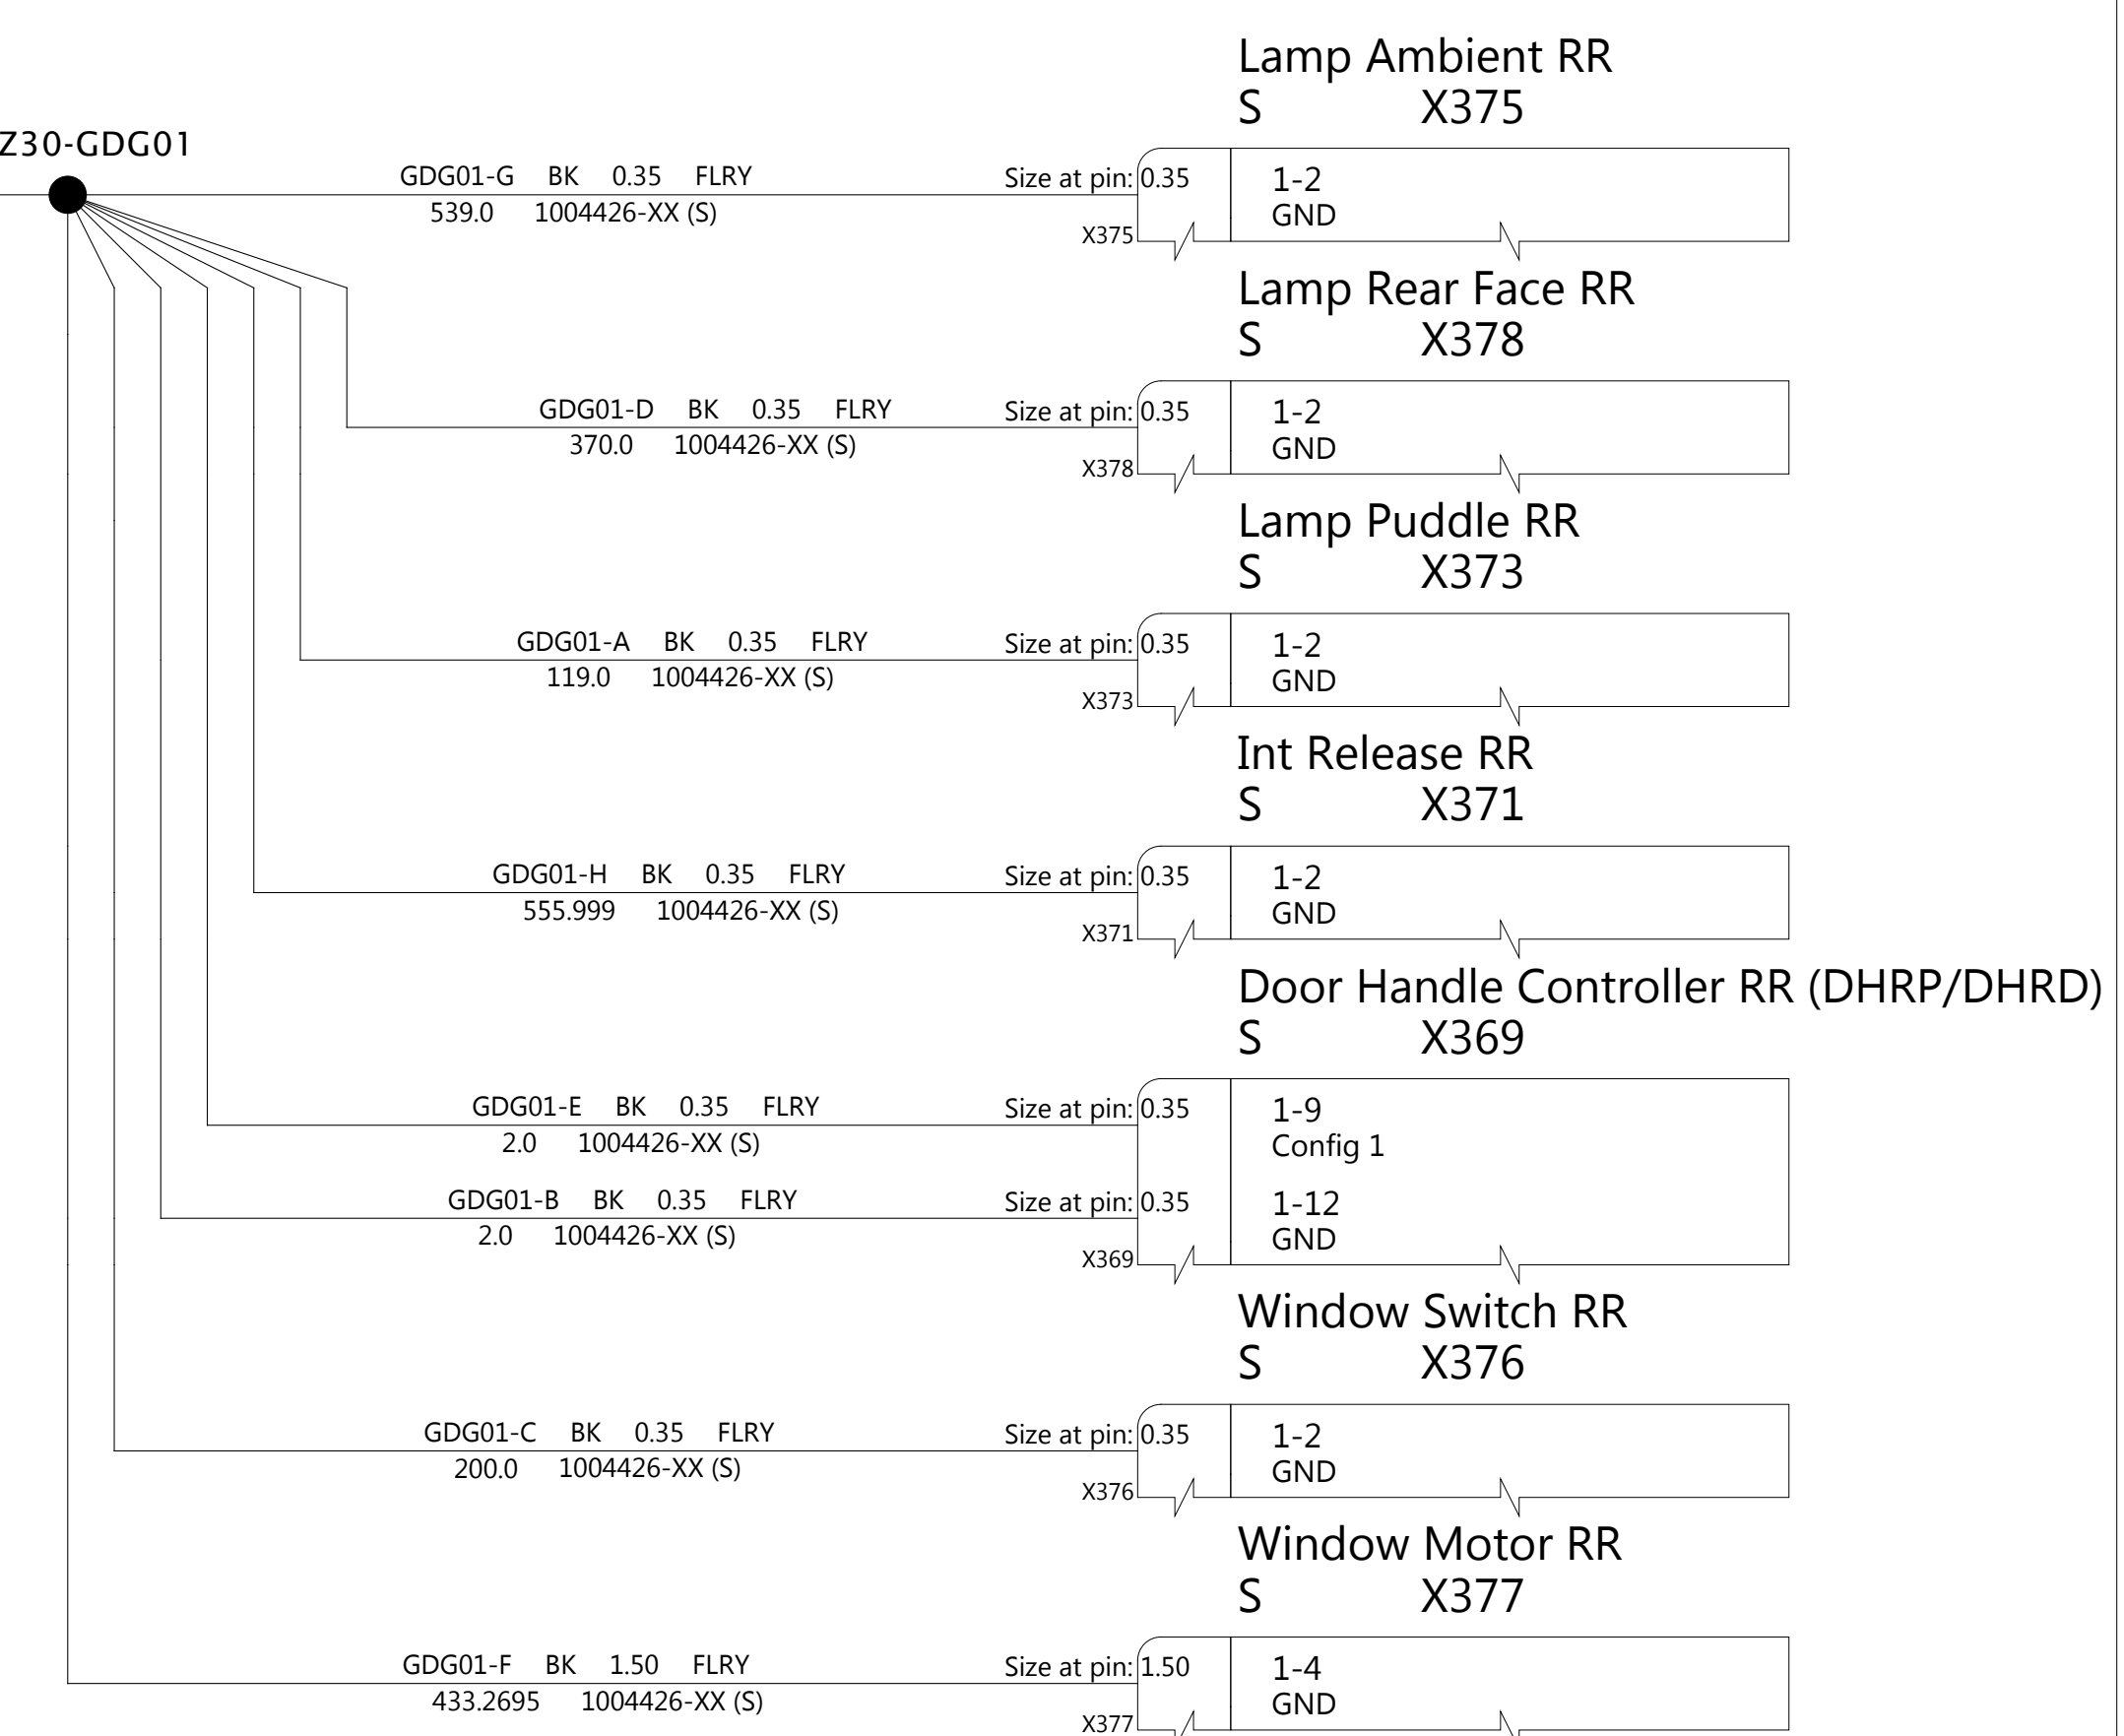 Lamp Ambient RR
S X375
Z30-GDG01
GDG01-G BK 0.35 FLRY
Size at pin: 0.35
1-2
539.0 1004426-XX (S)
GND
X375
Lamp Rear Face RR
S X378
GDG01-D BK 0.35 FLRY
Size at pin: 0.35
1-2
370.0 1004426-XX (S)
GND
X378
Lamp Puddle RR
S X373
GDG01-A BK 0.35 FLRY
Size at pin: 0.35
1-2
119.0 1004426-XX (S)
GND
X373
Int Release RR
S X371
GDG01-H BK 0.35 FLRY
Size at pin: 0.35
1-2
555.999 1004426-XX (S)
GND
X371
Door Handle Controller RR (DHRP/DHRD)
S X369
GDG01-E BK 0.35 FLRY
Size at pin: 0.35
1-9
2.0 1004426-XX (S)
Config 1
GDG01-B BK 0.35 FLRY
Size at pin: 0.35
1-12
2.0 1004426-XX (S)
GND
X369
Window Switch RR
S X376
GDG01-C BK 0.35 FLRY
Size at pin: 0.35
1-2
200.0 1004426-XX (S)
GND
X376
Window Motor RR
S X377
GDG01-F BK 1.50 FLRY
Size at pin: 1.50
1-4
433.2695 1004426-XX (S)
GND
X377